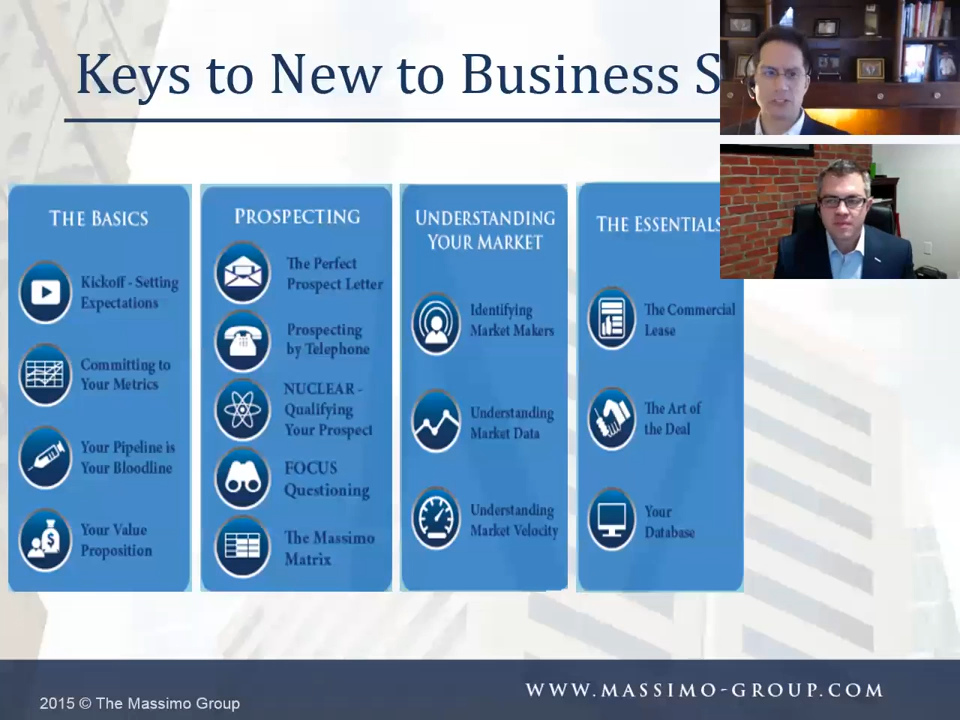 Keys to New to Business S
THE BASICS
Kickoff - Setting
Expectations
Committing to
Your Metrics
Your Pipeline is
Your Bloodline
Your Value
Proposition
PROSPECTING
The Perfect
Prospect Letter
Prospecting
by Telephone
NUCLEAR -
Qualifying
Your Prospect
FOCUS
Questioning
The Massimo
Matrix
UNDERSTANDING
YOUR MARKET
Identifying
Market Makers
Understanding
Market Data
Understanding
Market Velocity
THE ESSENTIALS
The Commercial
Lease
The Art of
the Deal
Your
Database
2015 © The Massimo Group
WWW.MASSIMO-GROUP.COM